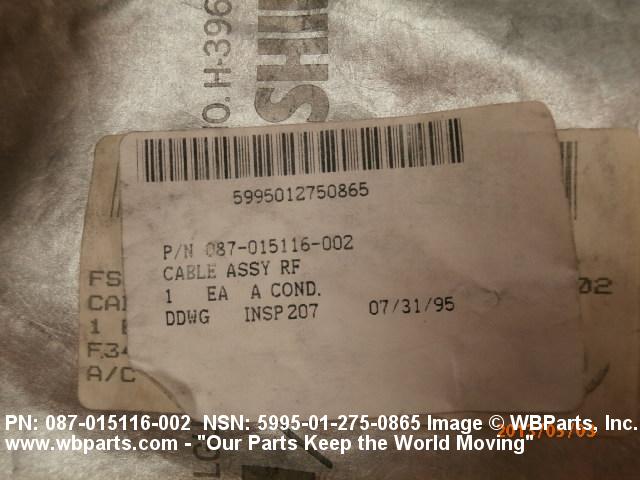 NO. H-396
5995012750865
P/N 087-015116-002
CABLE ASSY RF
1 EA A COND.
DDWG INSP 207 07/31/95
FS
CA
02
1
F34
A/C
PN: 087-015116-002 NSN: 5995-01-275-0865 Image © WBParts, Inc.
www.wbparts.com - "Our Parts Keep the World Moving"